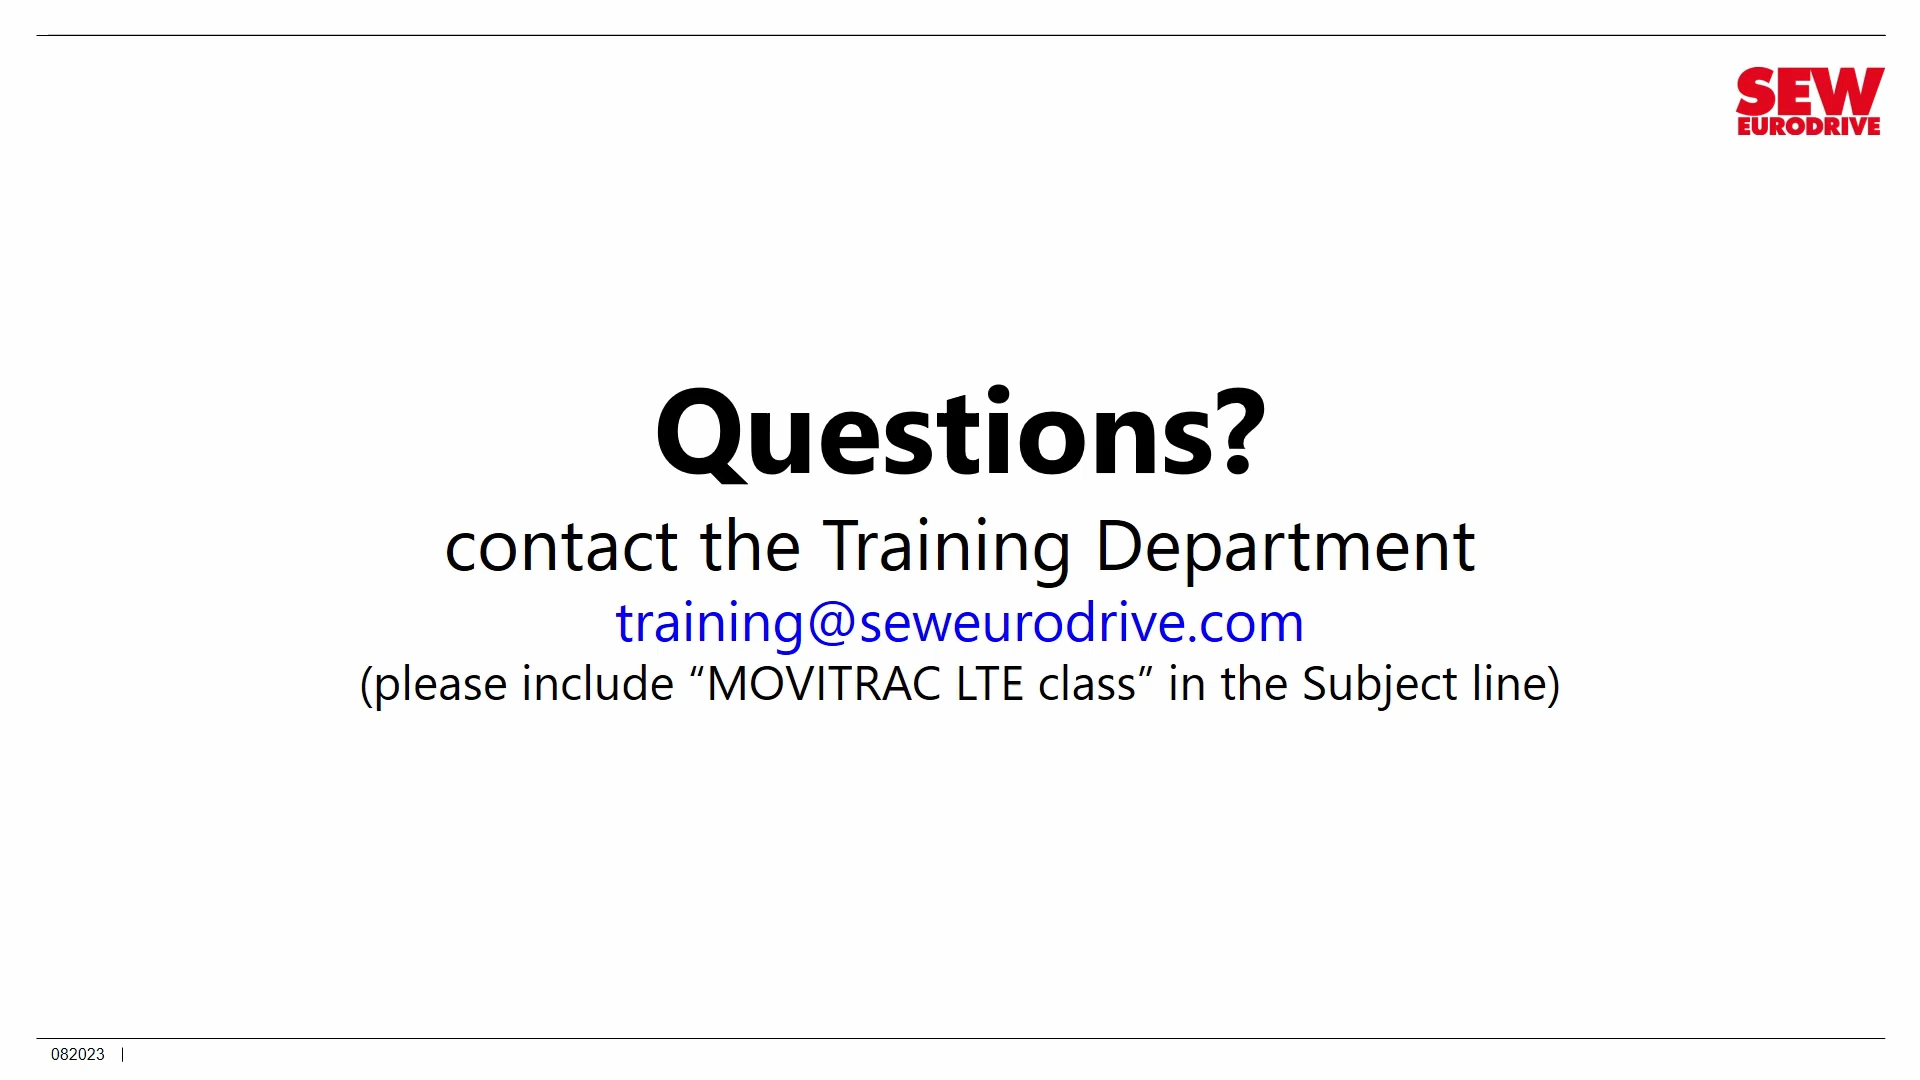 SEW
EURODRIVE
Questions?
contact the Training Department
training@seweurodrive.com
(please include “MOVITRAC LTE class” in the Subject line)
082023 |